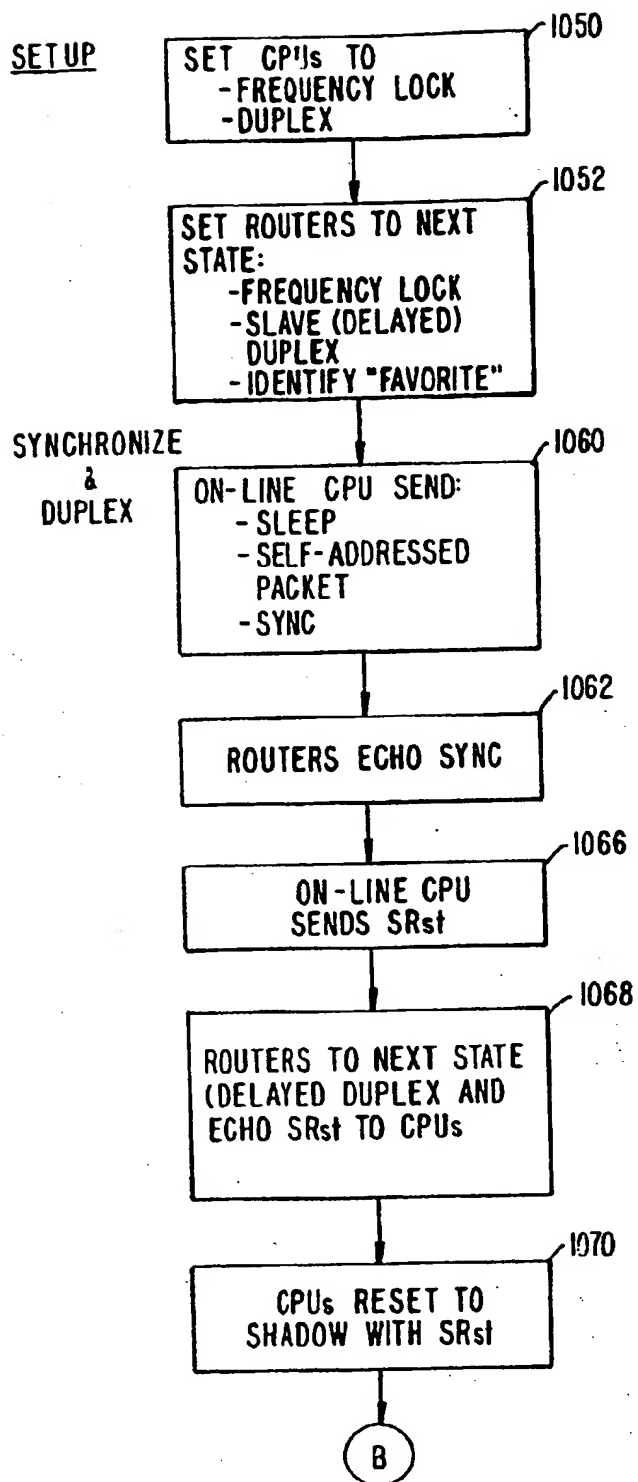 SETUP
1050
SET CPUs TO
-FREQUENCY LOCK
-DUPLEX
1052
SET ROUTERS TO NEXT
STATE:
-FREQUENCY LOCK
-SLAVE (DELAYED)
DUPLEX
-IDENTIFY "FAVORITE"
SYNCHRONIZE
&
DUPLEX
1060
ON-LINE CPU SEND:
-SLEEP
-SELF-ADDRESSED
PACKET
-SYNC
1062
ROUTERS ECHO SYNC
1066
ON-LINE CPU
SENDS SRst
1068
ROUTERS TO NEXT STATE
(DELAYED DUPLEX AND
ECHO SRst TO CPUs
1070
CPUs RESET TO
SHADOW WITH SRst
B